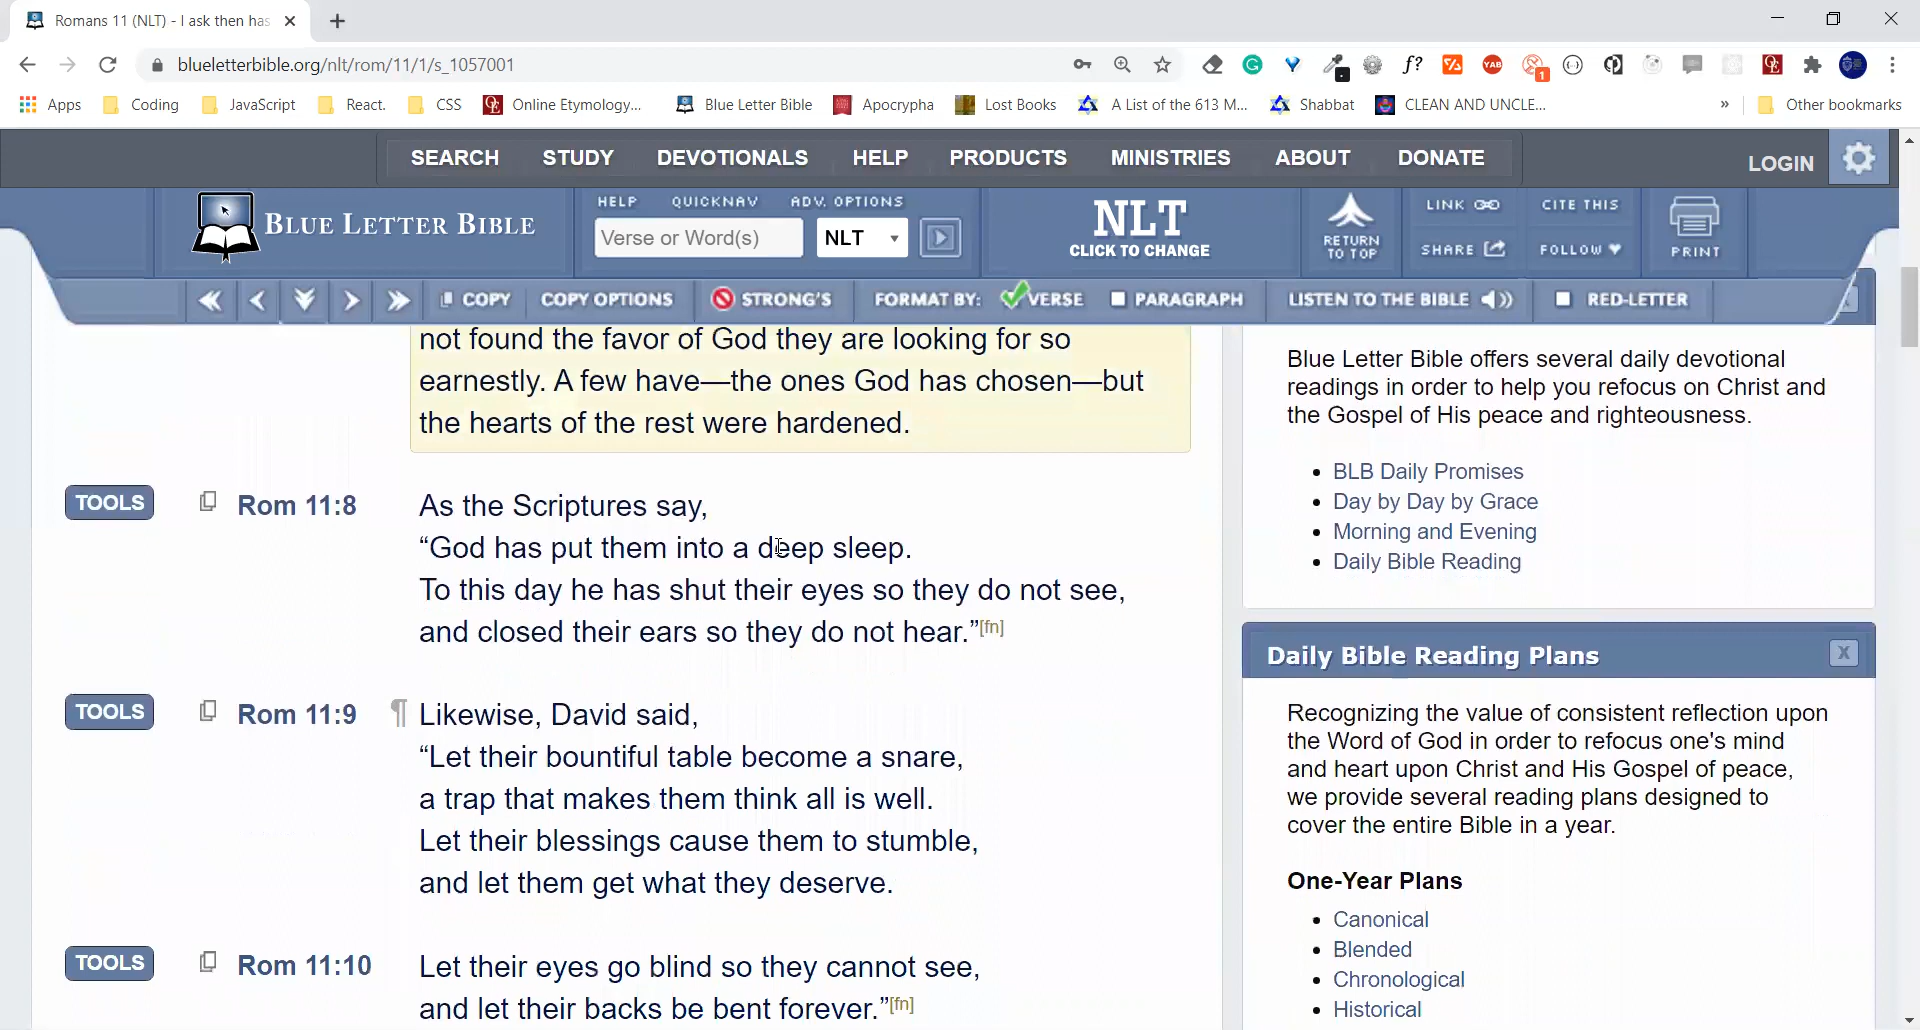 Romans 11 (NLT) - I ask then has
blueletterbible.org/nlt/rom/11/1/s_1057001
f?
YAB
1
OE
Apps
Coding
JavaScript
React.
CSS
OE
Online Etymology...
Blue Letter Bible
Apocrypha
Lost Books
A List of the 613 M...
Shabbat
CLEAN AND UNCLE...
»
Other bookmarks
SEARCH STUDY DEVOTIONALS HELP PRODUCTS MINISTRIES ABOUT DONATE
LOGIN
BLUE LETTER BIBLE
HELP QUICKNAV ADV. OPTIONS
Verse or Word(s)
NLT
NLT
CLICK TO CHANGE
RETURN
TO TOP
LINK
SHARE
CITE THIS
FOLLOW
PRINT
COPY
COPY OPTIONS
STRONG'S
FORMAT BY:
VERSE
PARAGRAPH
LISTEN TO THE BIBLE
RED-LETTER
not found the favor of God they are looking for so
earnestly. A few have—the ones God has chosen—but
the hearts of the rest were hardened.
TOOLS
Rom 11:8
As the Scriptures say,
“God has put them into a deep sleep.
To this day he has shut their eyes so they do not see,
and closed their ears so they do not hear.”[fn]
TOOLS
Rom 11:9
¶ Likewise, David said,
“Let their bountiful table become a snare,
a trap that makes them think all is well.
Let their blessings cause them to stumble,
and let them get what they deserve.
TOOLS
Rom 11:10
Let their eyes go blind so they cannot see,
and let their backs be bent forever.”[fn]
Blue Letter Bible offers several daily devotional
readings in order to help you refocus on Christ and
the Gospel of His peace and righteousness.
• BLB Daily Promises
• Day by Day by Grace
• Morning and Evening
• Daily Bible Reading
Daily Bible Reading Plans
X
Recognizing the value of consistent reflection upon
the Word of God in order to refocus one's mind
and heart upon Christ and His Gospel of peace,
we provide several reading plans designed to
cover the entire Bible in a year.
One-Year Plans
• Canonical
• Blended
• Chronological
• Historical